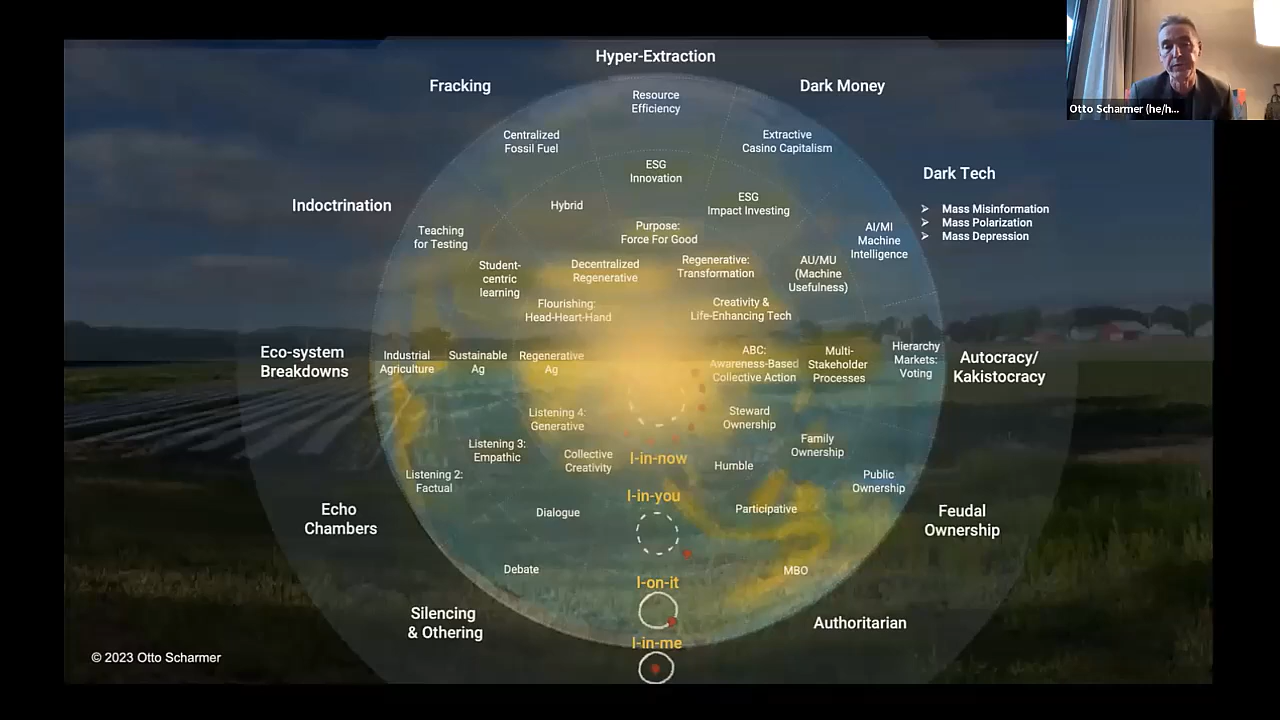 Hyper-Extraction
Fracking
Dark Money
Resource
Efficiency
Centralized
Fossil Fuel
Extractive
Casino Capitalism
ESG
Innovation
Dark Tech
Hybrid
ESG
Impact Investing
Indoctrination
➢ Mass Misinformation
➢ Mass Polarization
➢ Mass Depression
Teaching
for Testing
Purpose:
Force For Good
AI/MI
Machine
Intelligence
Student-
centric
learning
Decentralized
Regenerative
Regenerative:
Transformation
AU/MU
(Machine
Usefulness)
Flourishing:
Head-Heart-Hand
Creativity &
Life-Enhancing Tech
Eco-system
Breakdowns
Industrial
Agriculture
Sustainable
Ag
Regenerative
Ag
ABC:
Awareness-Based
Collective Action
Multi-
Stakeholder
Processes
Hierarchy
Markets:
Voting
Autocracy/
Kakistocracy
Listening 4:
Generative
Steward
Ownership
Listening 3:
Empathic
Collective
Creativity
I-in-now
Humble
Family
Ownership
Listening 2:
Factual
I-in-you
Public
Ownership
Echo
Chambers
Dialogue
Participative
Feudal
Ownership
Debate
I-on-it
MBO
Silencing
& Othering
I-in-me
Authoritarian
© 2023 Otto Scharmer
Otto Scharmer (he/h...